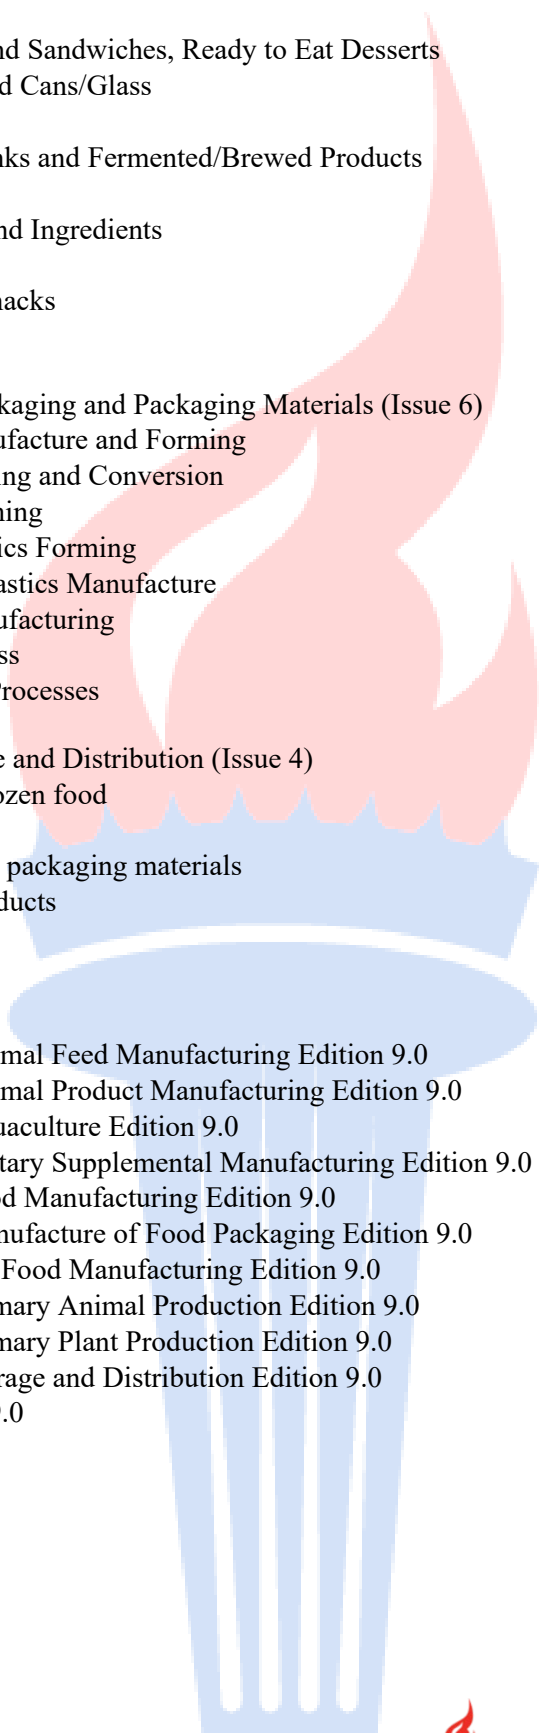 nd Sandwiches, Ready to Eat Desserts
d Cans/Glass
nks and Fermented/Brewed Products
nd Ingredients
nacks
kaging and Packaging Materials (Issue 6)
ufacture and Forming
ing and Conversion
ning
ics Forming
astics Manufacture
ufacturing
ss
Processes
e and Distribution (Issue 4)
ozen food
packaging materials
ducts
mal Feed Manufacturing Edition 9.0
mal Product Manufacturing Edition 9.0
uaculture Edition 9.0
tary Supplemental Manufacturing Edition 9.0
od Manufacturing Edition 9.0
nufacture of Food Packaging Edition 9.0
Food Manufacturing Edition 9.0
mary Animal Production Edition 9.0
mary Plant Production Edition 9.0
rage and Distribution Edition 9.0
9.0